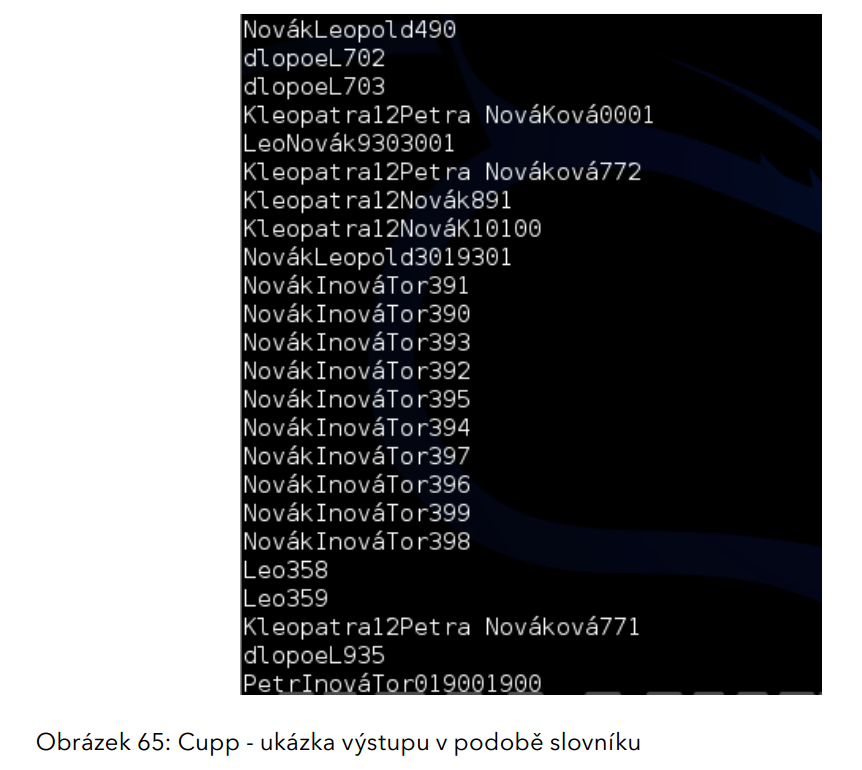 NovákLeopold490
dlopoeL702
dlopoeL703
Kleopatra12Petra NováKová0001
LeoNovák9303001
Kleopatra12Petra Nováková772
Kleopatra12Novák891
Kleopatra12NováK10100
NovákLeopold3019301
NovákInováTor391
NovákInováTor390
NovákInováTor393
NovákInováTor392
NovákInováTor395
NovákInováTor394
NovákInováTor397
NovákInováTor396
NovákInováTor399
NovákInováTor398
Leo358
Leo359
Kleopatra12Petra Nováková771
dlopoeL935
PetrInováTor019001900
Obrázek 65: Cupp - ukázka výstupu v podobě slovníku